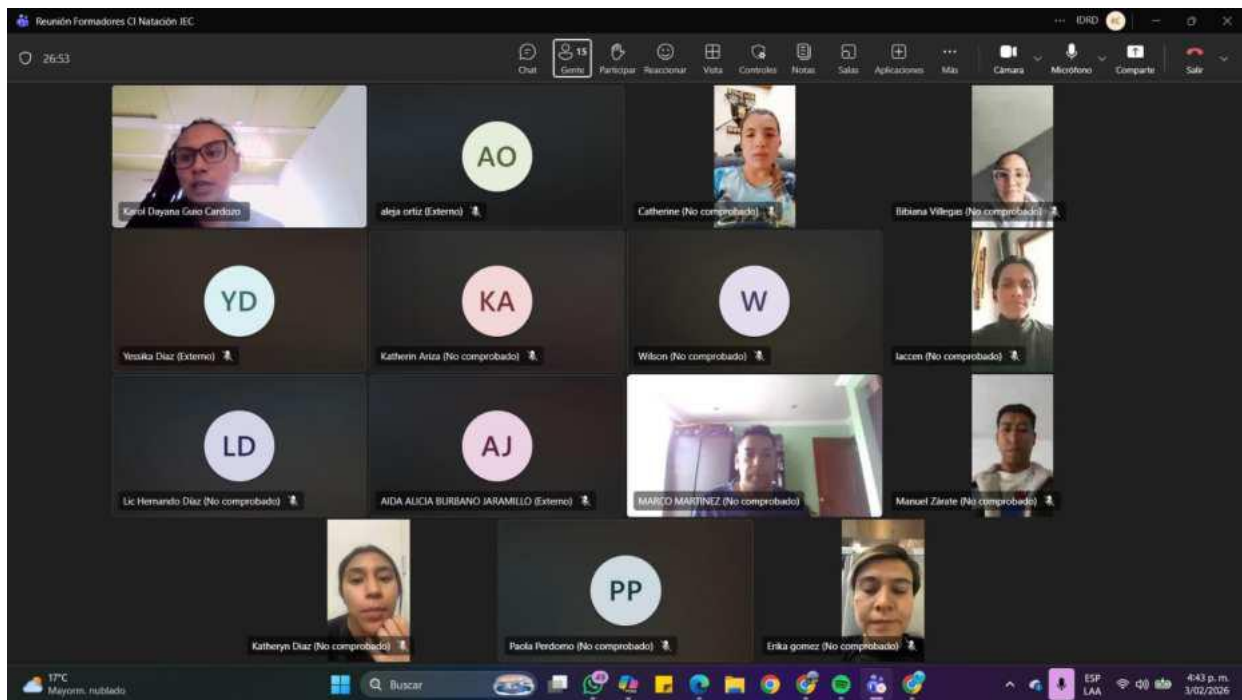 Reunión Formadores CI Natación JEC
IDRD
26:53
15
Chat
Gente
Participar
Reaccionar
Vista
Controles
Notas
Salas
Aplicaciones
Más
Cámara
Micrófono
Comparte
Salir
Karol Dayana Guio Cardozo
AO
aleja ortiz (Externo)
Catherine (No comprobado)
Bibiana Villegas (No comprobado)
YD
Yessika Díaz (Externo)
KA
Katherin Ariza (No comprobado)
W
Wilson (No comprobado)
Iaccen (No comprobado)
LD
Lic Hernando Díaz (No comprobado)
AJ
AIDA ALICIA BURBANO JARAMILLO (Externo)
MARCO MARTINEZ (No comprobado)
Manuel Zárate (No comprobado)
Katheryn Diaz (No comprobado)
PP
Paola Perdomo (No comprobado)
Erika gomez (No comprobado)
17°C
Mayorm. nublado
Buscar
ESP
LAA
4:43 p. m.
3/02/2026